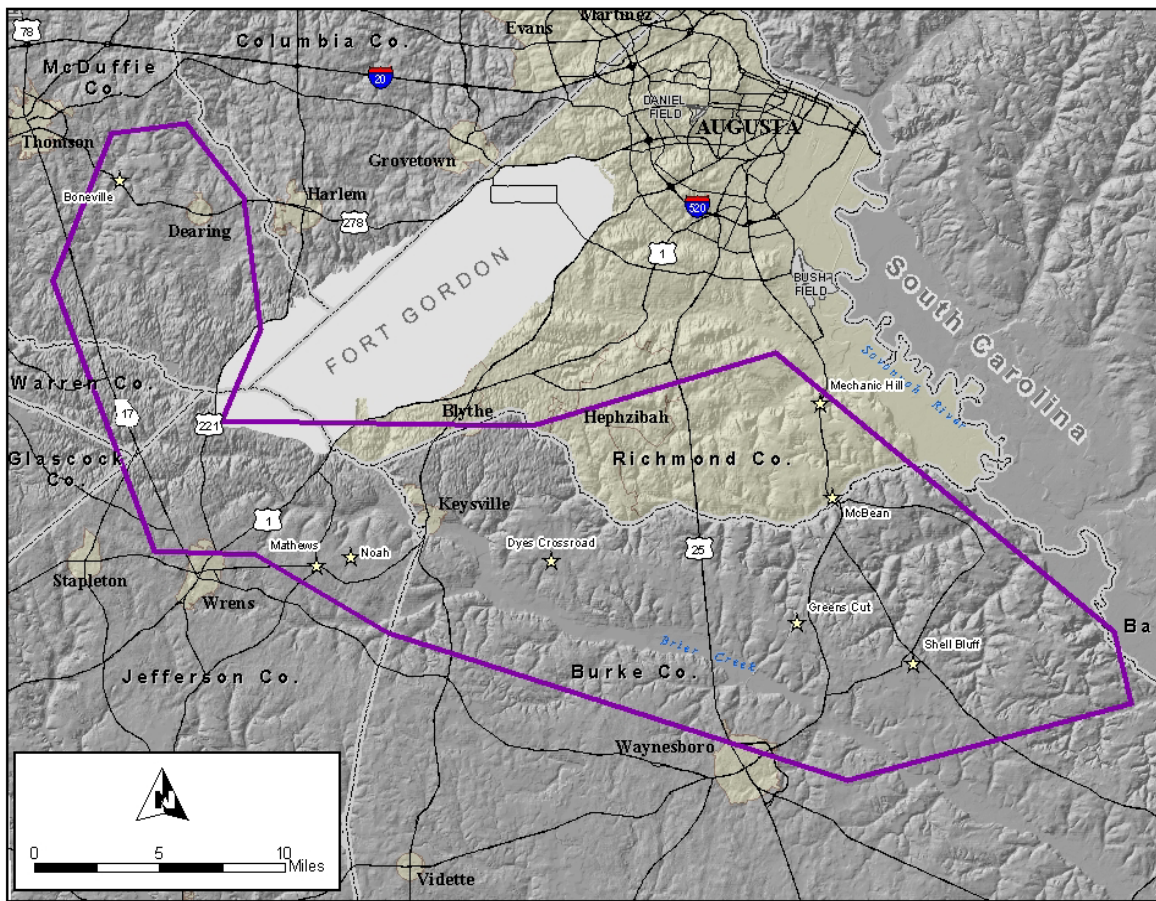 78
Columbia Co.
Evans
Martinez
McDuffie
Co.
20
DANIEL
FIELD
AUGUSTA
Thomson
Grovetown
Boneville
Harlem
Dearing
278
520
1
FORT GORDON
BUSH
FIELD
South Carolina
Savannah River
Warren Co.
17
221
Mechanic Hill
Blythe
Hephzibah
Glascock
Co.
Richmond Co.
Keysville
McBean
1
Mathews
Noah
Dyes Crossroad
25
Stapleton
Wrens
Greens Cut
Ba
Shell Bluff
Brier Creek
Jefferson Co.
Burke Co.
Waynesboro
N
0
5
10
Miles
Vidette